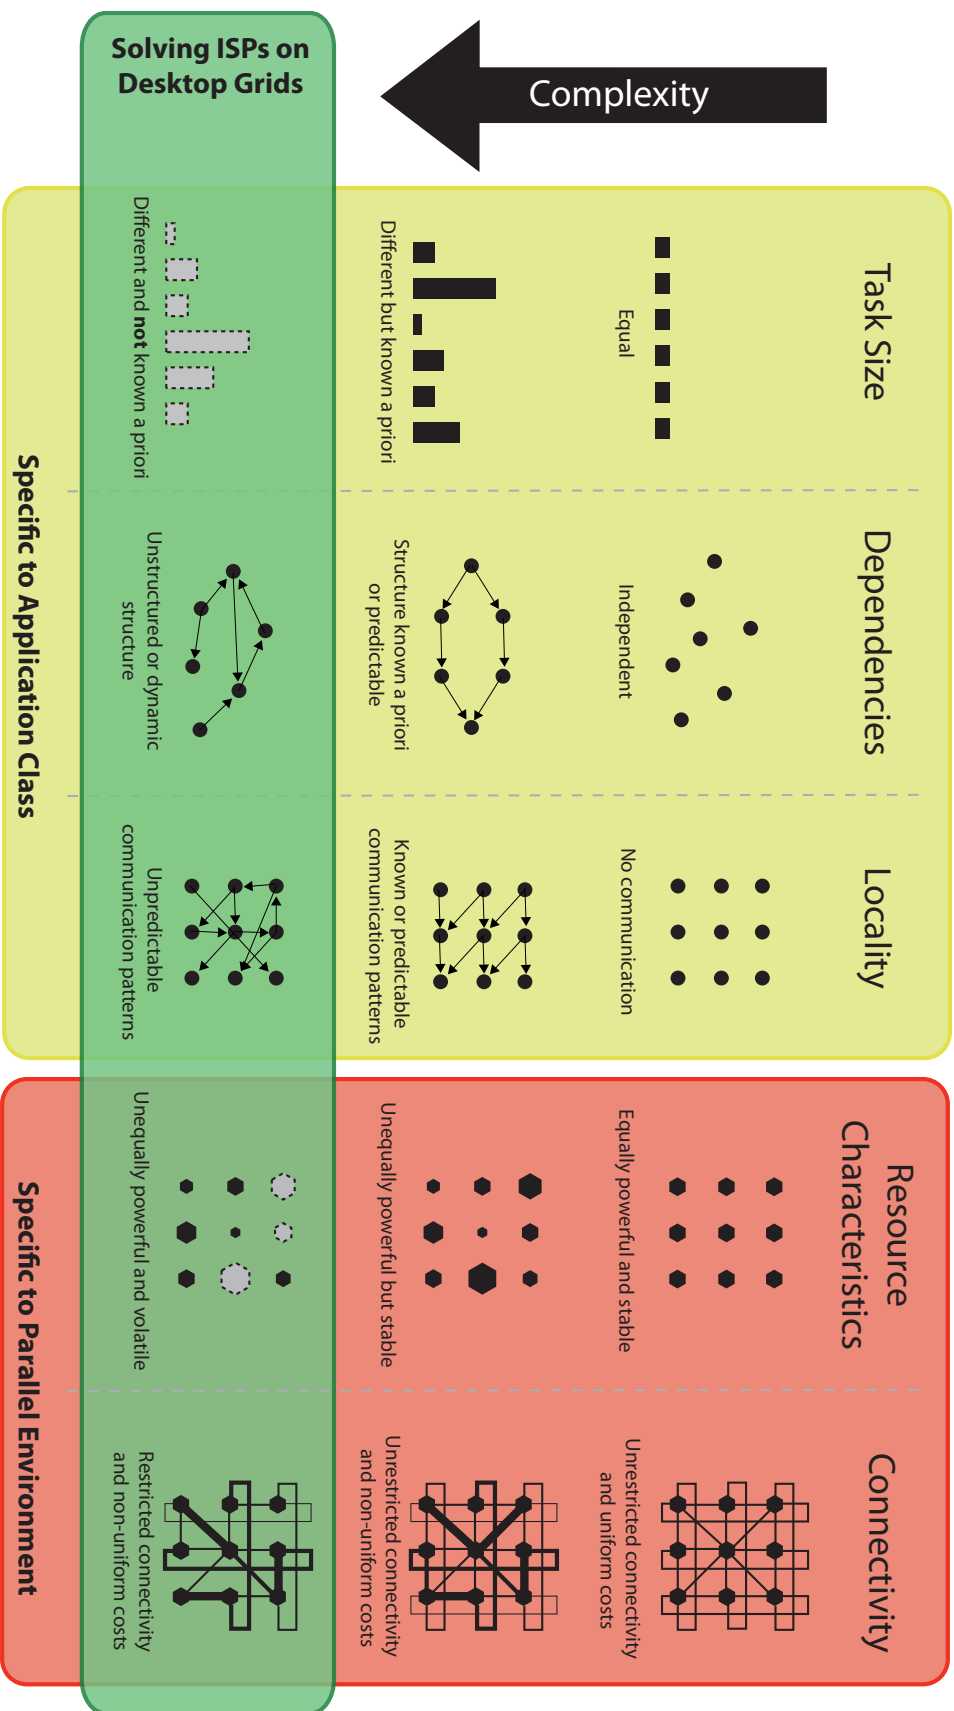 Solving ISPs on
Desktop Grids
Complexity
Task Size
Equal
Different but known a priori
Different and not known a priori
Dependencies
Independent
Structure known a priori
or predictable
Unstructured or dynamic
structure
Locality
No communication
Known or predictable
communication patterns
Unpredictable
communication patterns
Specific to Application Class
Resource
Characteristics
Equally powerful and stable
Unequally powerful but stable
Unequally powerful and volatile
Connectivity
Unrestricted connectivity
and uniform costs
Unrestricted connectivity
and non-uniform costs
Restricted connectivity
and non-uniform costs
Specific to Parallel Environment